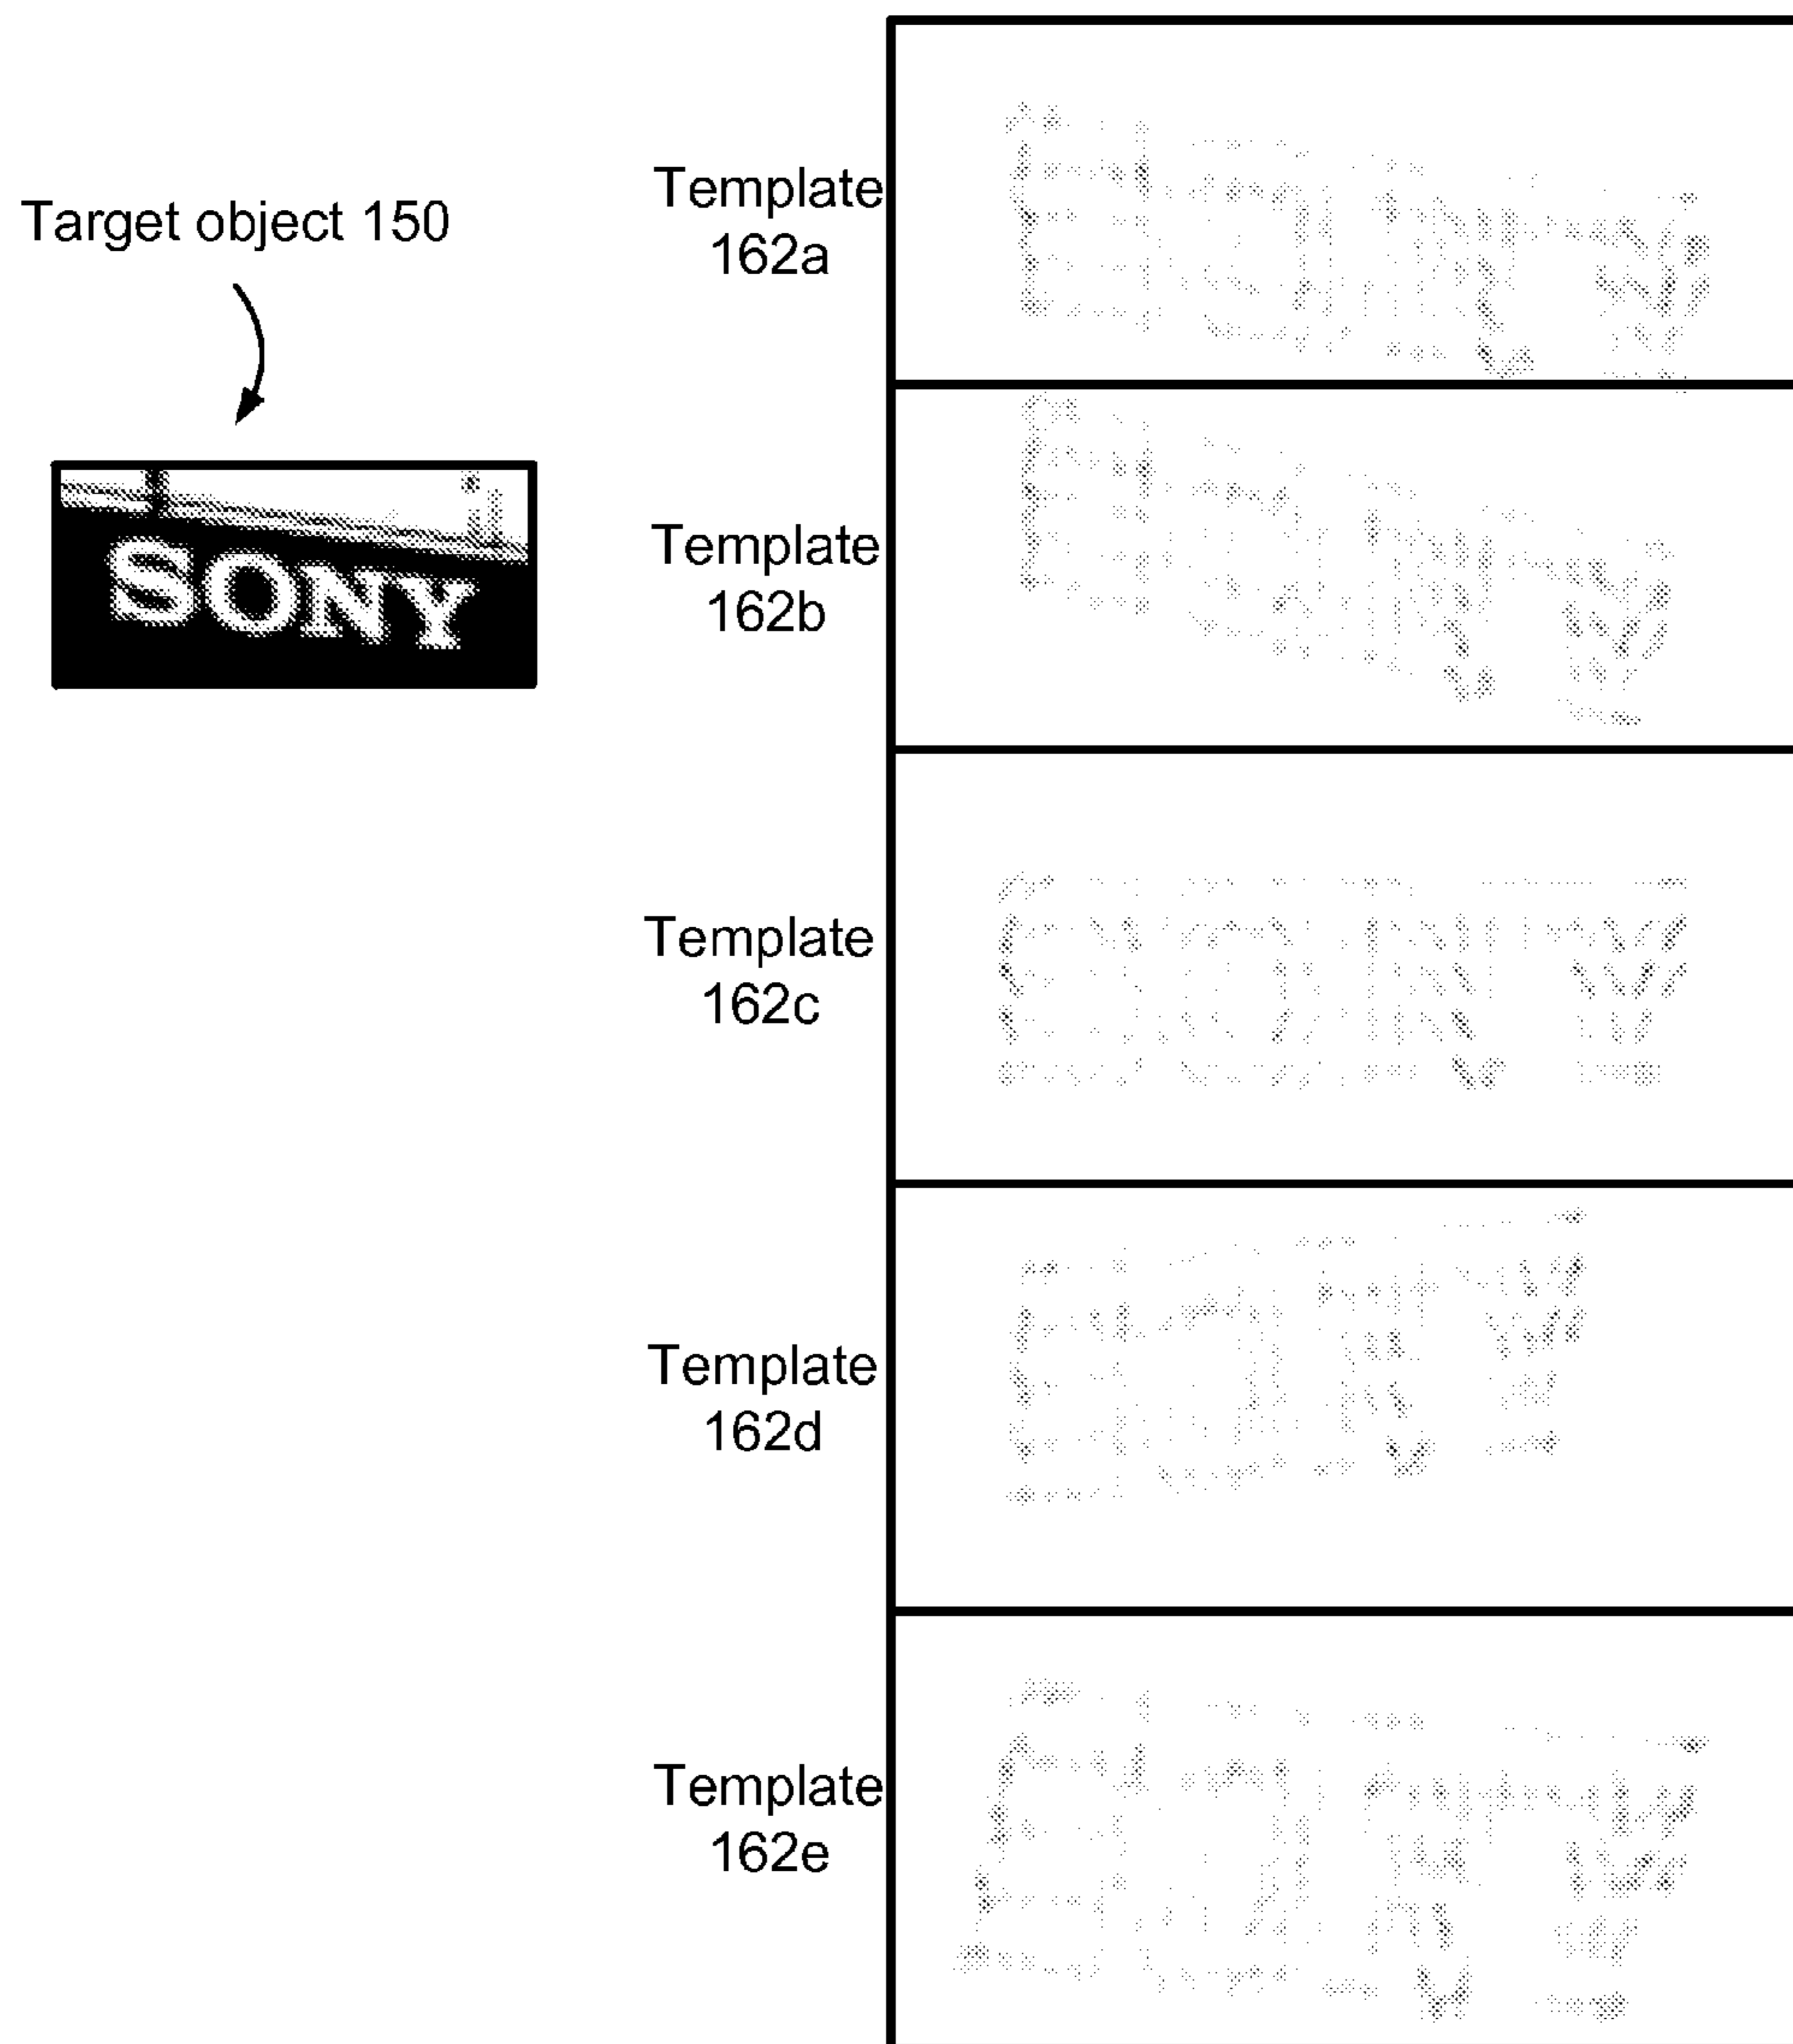 Target object 150
SONY
Template
162a
Template
162b
Template
162c
Template
162d
Template
162e